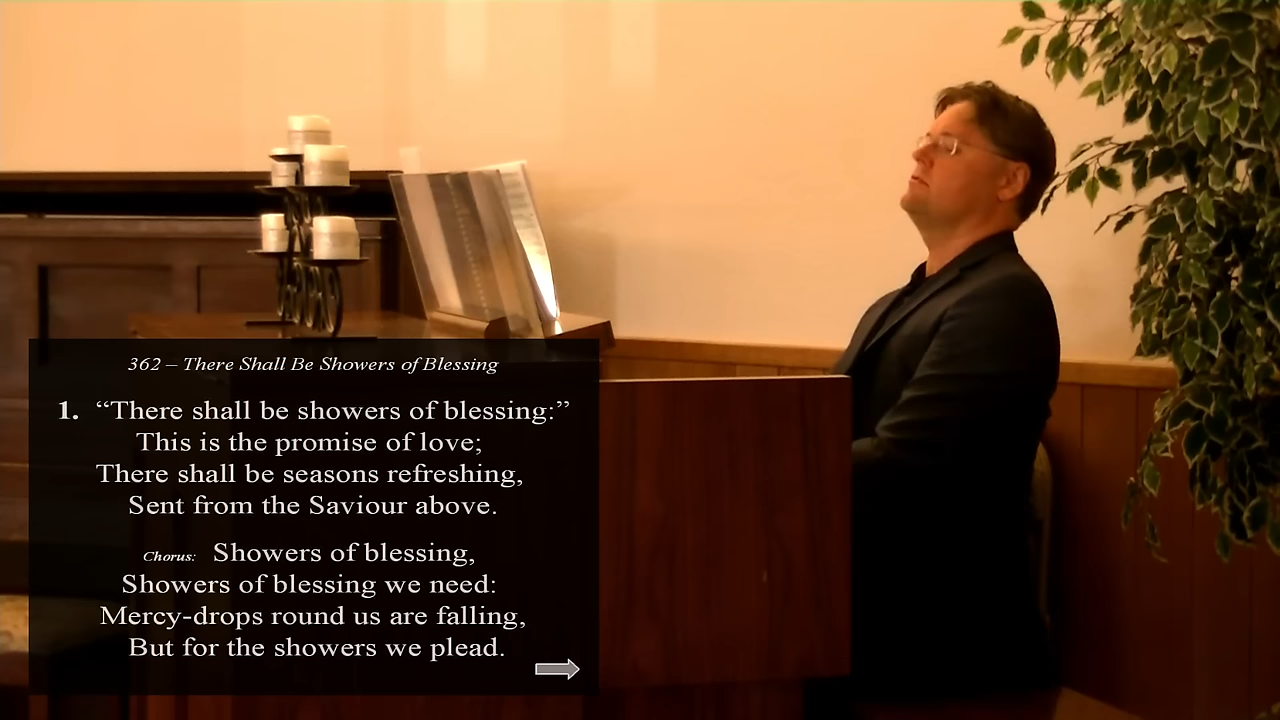 362 – There Shall Be Showers of Blessing
1. “There shall be showers of blessing:”
This is the promise of love;
There shall be seasons refreshing,
Sent from the Saviour above.
Chorus: Showers of blessing,
Showers of blessing we need:
Mercy-drops round us are falling,
But for the showers we plead.